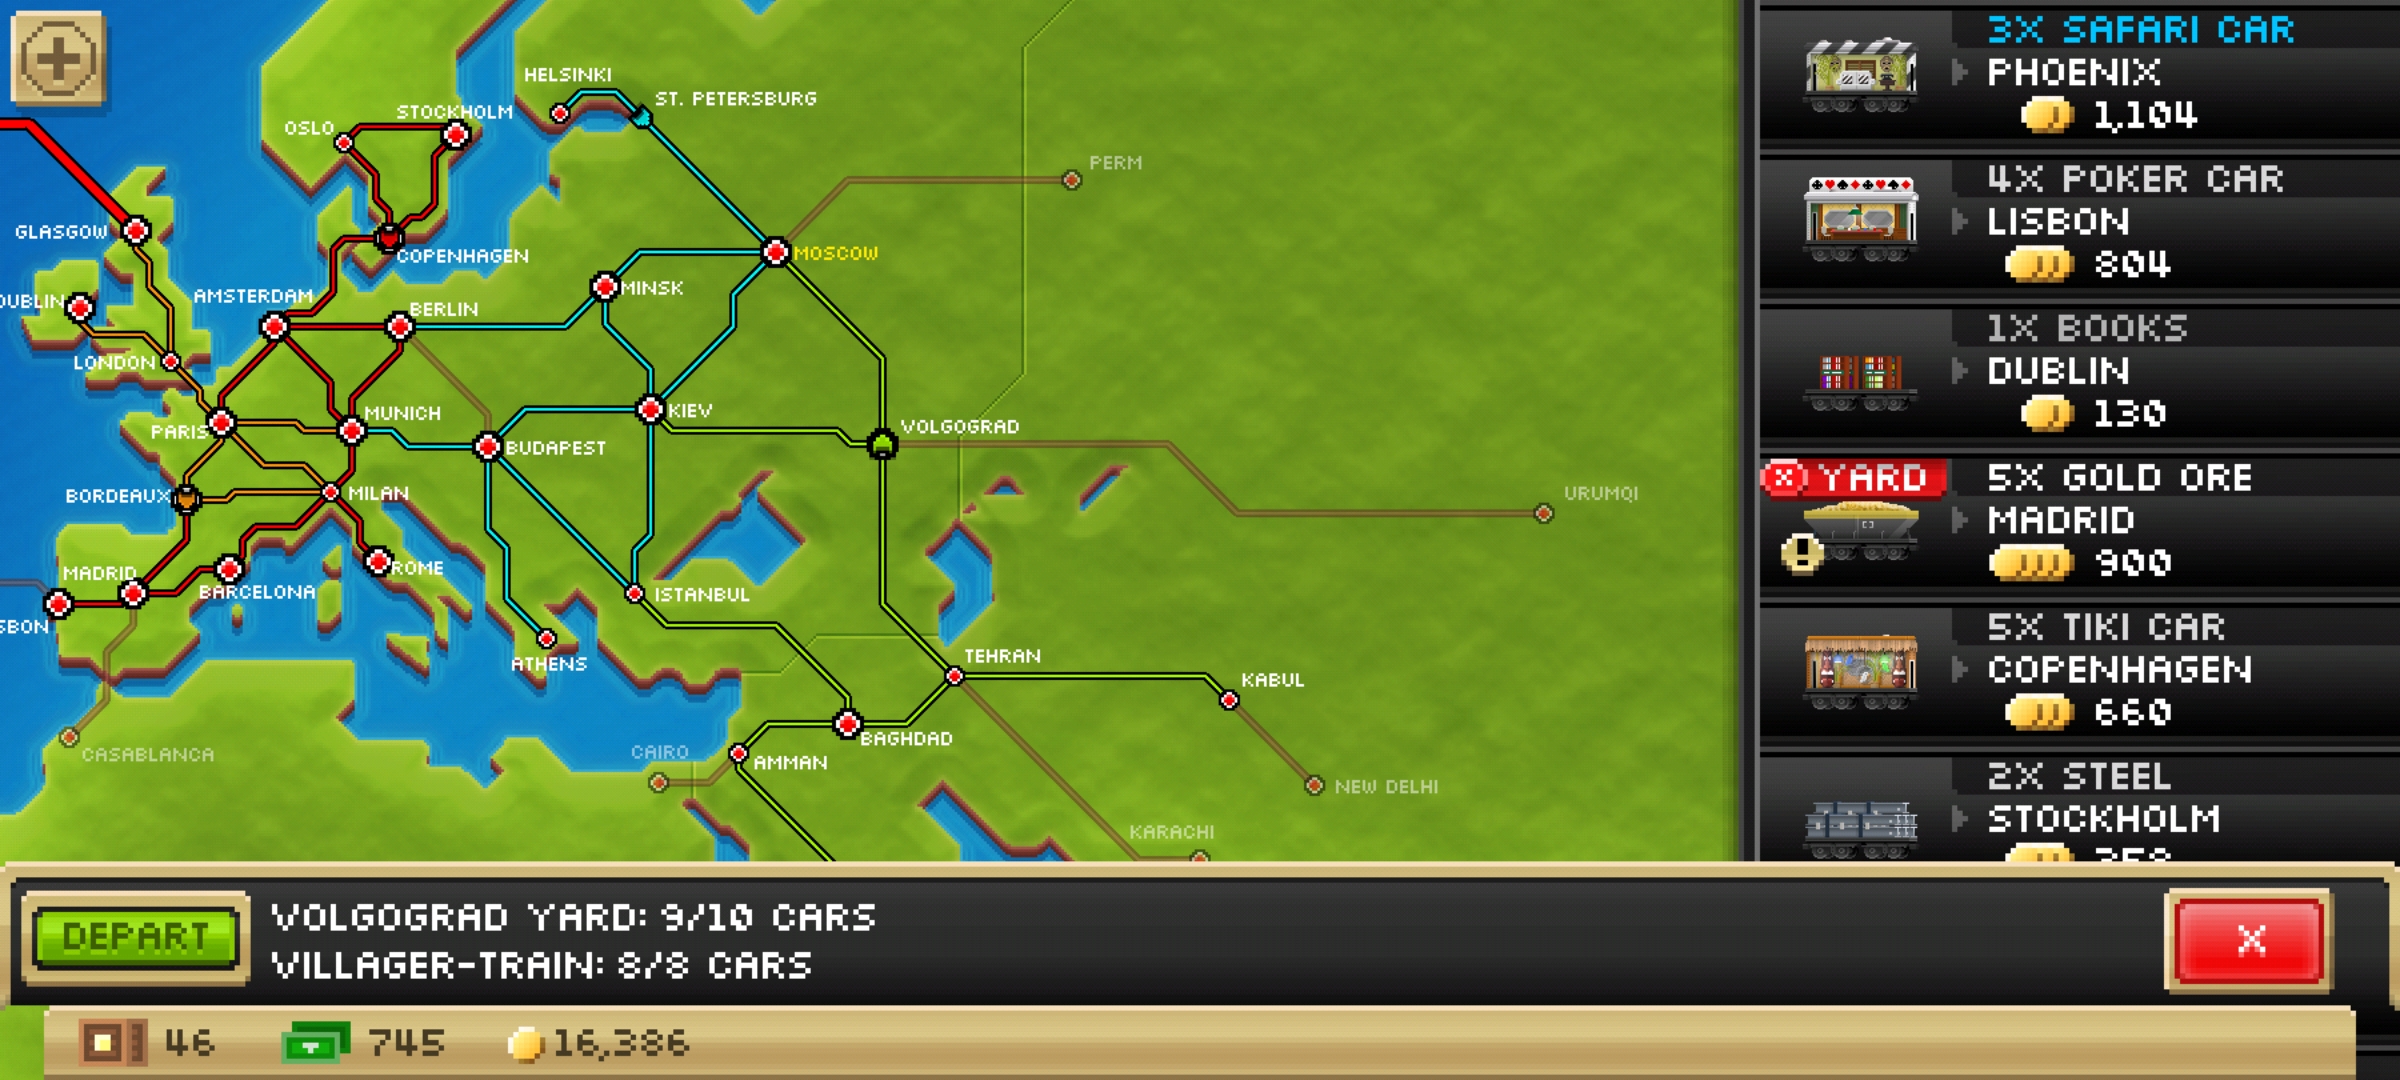 HELSINKI
ST. PETERSBURG
STOCKHOLM
OSLO
PERM
GLASGOW
COPENHAGEN
MOSCOW
MINSK
DUBLIN
AMSTERDAM
BERLIN
LONDON
MUNICH
KIEV
PARIS
BUDAPEST
VOLGOGRAD
BORDEAUX
MILAN
URUMQI
MADRID
ROME
BARCELONA
ISTANBUL
SBON
ATHENS
TEHRAN
KABUL
CASABLANCA
CAIRO
BAGHDAD
AMMAN
NEW DELHI
KARACHI
3X SAFARI CAR
PHOENIX
1,104
4X POKER CAR
LISBON
804
1X BOOKS
DUBLIN
130
YARD
5X GOLD ORE
MADRID
900
5X TIKI CAR
COPENHAGEN
660
2X STEEL
STOCKHOLM
DEPART
VOLGOGRAD YARD: 9/10 CARS
VILLAGER-TRAIN: 8/8 CARS
X
46
745
16,386